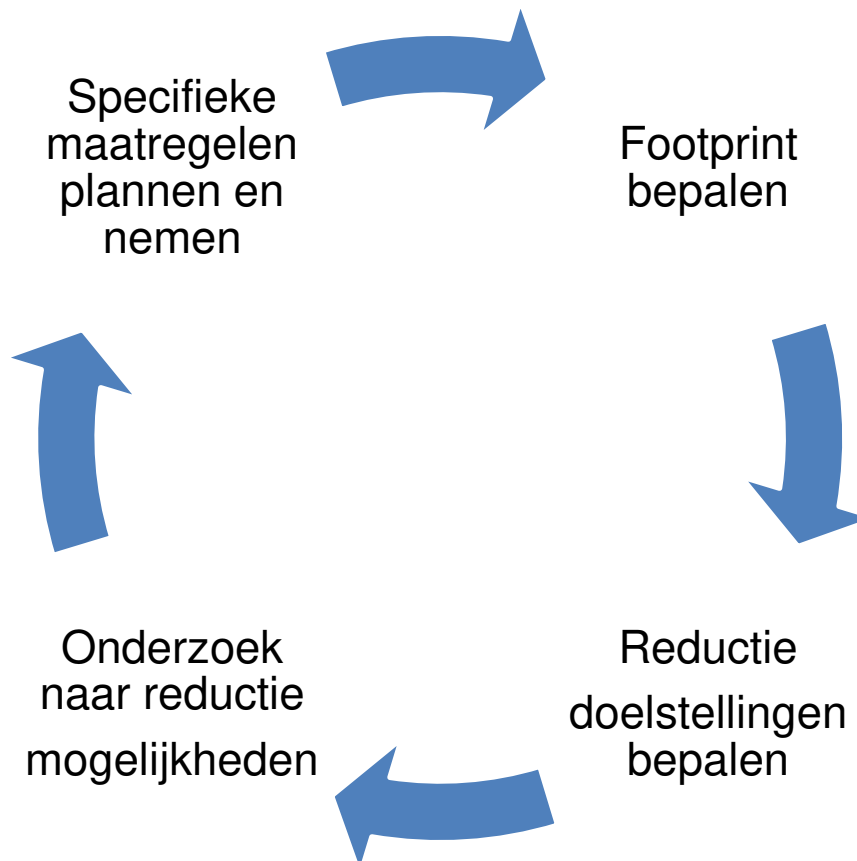 Specifieke
maatregelen
plannen en
nemen
Footprint
bepalen
Reductie
doelstellingen
bepalen
Onderzoek
naar reductie
mogelijkheden